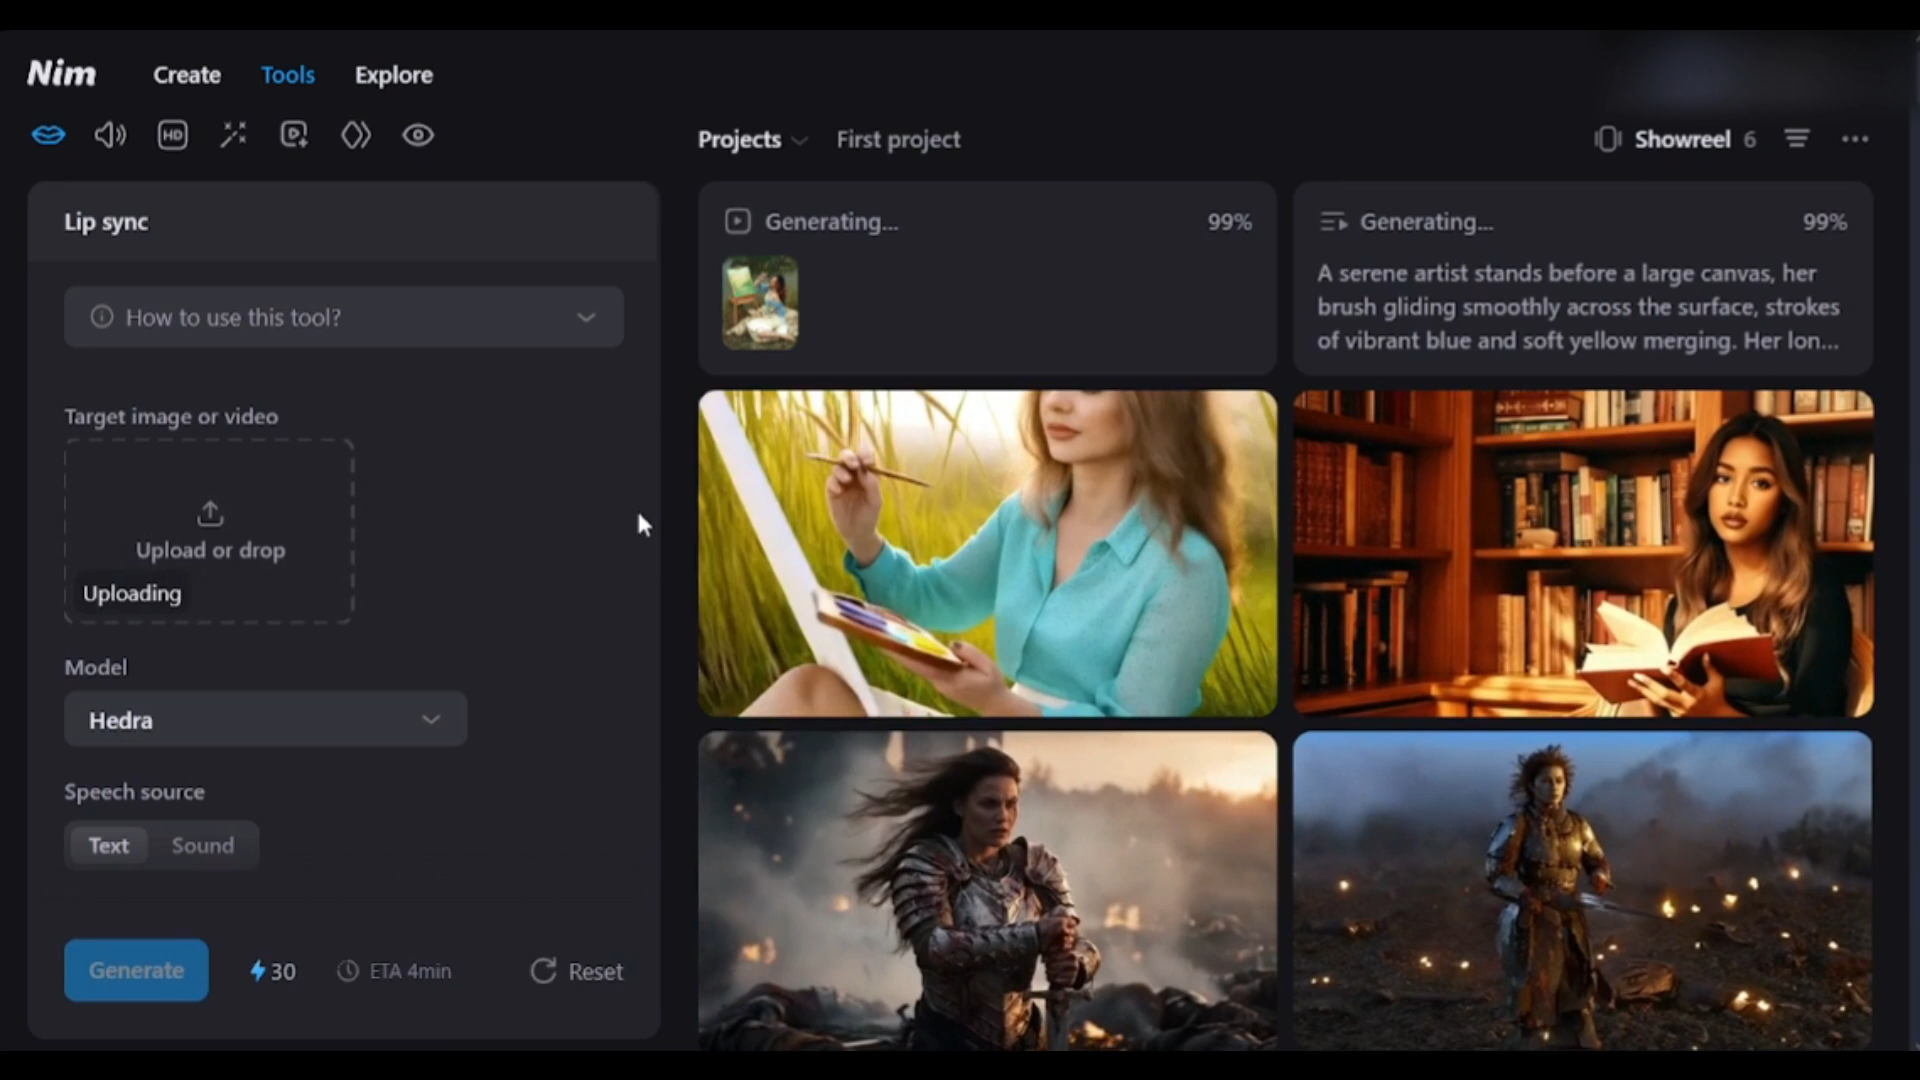 Nim
Create
Tools
Explore
HD
Projects
First project
Showreel 6
Lip sync
How to use this tool?
Target image or video
Upload or drop
Uploading
Model
Hedra
Speech source
Text
Sound
Generate
30
ETA 4min
Reset
Generating...
99%
Generating...
99%
A serene artist stands before a large canvas, her
brush gliding smoothly across the surface, strokes
of vibrant blue and soft yellow merging. Her lon...